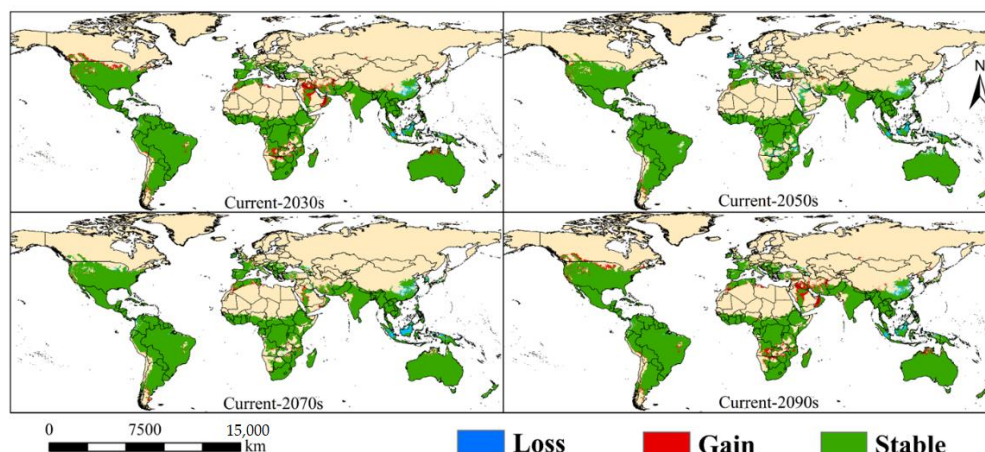 N
Current-2030s
Current-2050s
Current-2070s
Current-2090s
0 7500 15,000
km
Loss Gain Stable